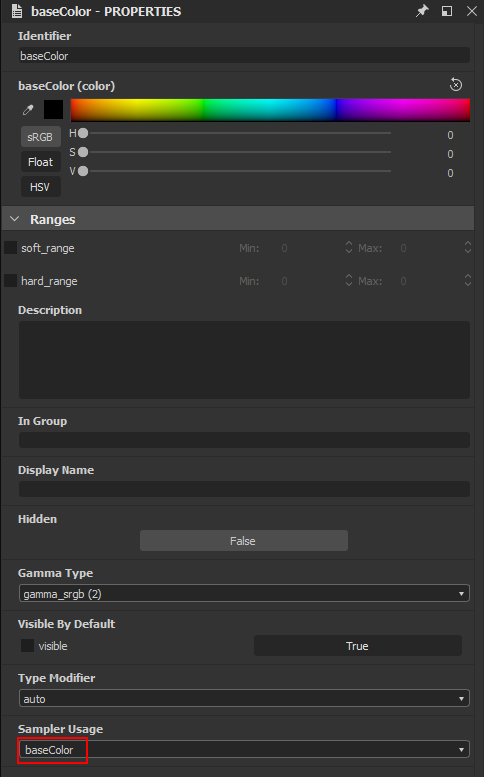 baseColor - PROPERTIES
Identifier
baseColor
baseColor (color)
sRGB
Float
HSV
H 0
S 0
V 0
Ranges
soft_range Min: 0 Max: 0
hard_range Min: 0 Max: 0
Description
In Group
Display Name
Hidden
False
Gamma Type
gamma_srgb (2)
Visible By Default
visible True
Type Modifier
auto
Sampler Usage
baseColor